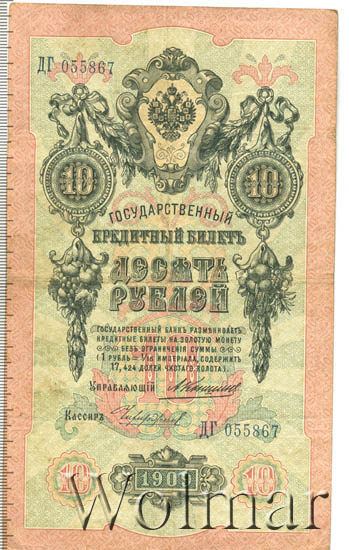 ДГ 055867
10 10
ГОСУДАРСТВЕННЫЙ
КРЕДИТНЫЙ БИЛЕТЪ
ДЕСЯТЬ
РУБЛЕЙ
ГОСУДАРСТВЕННЫЙ БАНКЪ РАЗМѢНИВАЕТЪ
КРЕДИТНЫЕ БИЛЕТЫ НА ЗОЛОТУЮ МОНЕТУ
БЕЗЪ ОГРАНИЧЕНІЯ СУММЫ
(1 РУБЛЬ = 1/15 ИМПЕРІАЛА, СОДЕРЖИТЪ
17,424 ДОЛЕЙ ЧИСТАГО ЗОЛОТА).
Управляющій
Кассиръ
ДГ 055867
10 1909 10
Wolmar